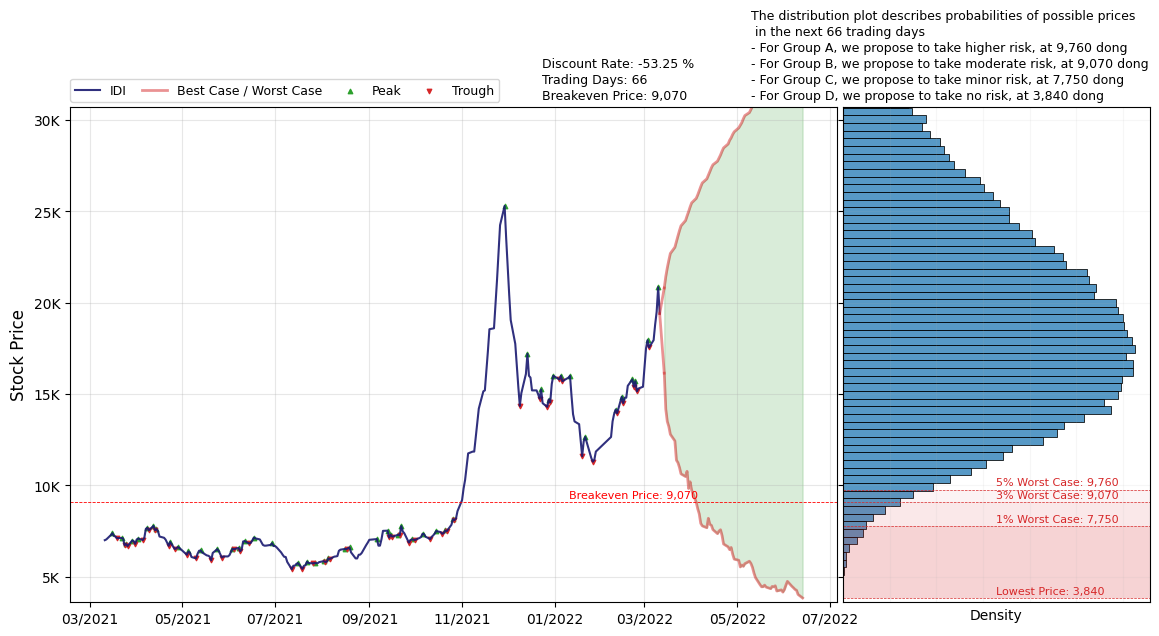 The distribution plot describes probabilities of possible prices
in the next 66 trading days
- For Group A, we propose to take higher risk, at 9,760 dong
- For Group B, we propose to take moderate risk, at 9,070 dong
- For Group C, we propose to take minor risk, at 7,750 dong
- For Group D, we propose to take no risk, at 3,840 dong
Discount Rate: -53.25 %
Trading Days: 66
Breakeven Price: 9,070
IDI
Best Case / Worst Case
Peak
Trough
Stock Price
30K
25K
20K
15K
10K
5K
Breakeven Price: 9,070
5% Worst Case: 9,760
3% Worst Case: 9,070
1% Worst Case: 7,750
Lowest Price: 3,840
03/2021
05/2021
07/2021
09/2021
11/2021
01/2022
03/2022
05/2022
07/2022
Density